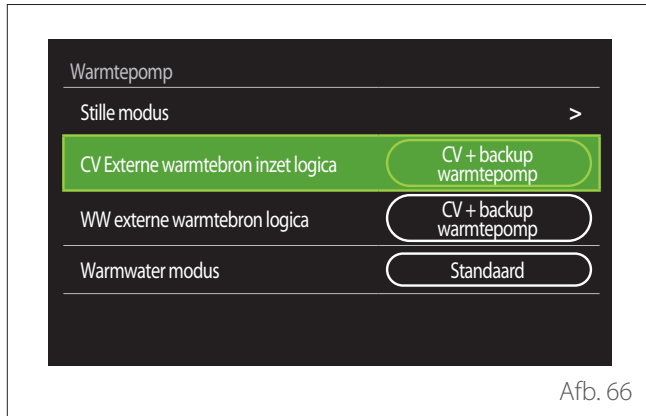 Warmtepomp
Stille modus >
CV Externe warmtebron inzet logica
CV + backup
warmtepomp
WW externe warmtebron logica
CV + backup
warmtepomp
Warmwater modus
Standaard
Afb. 66